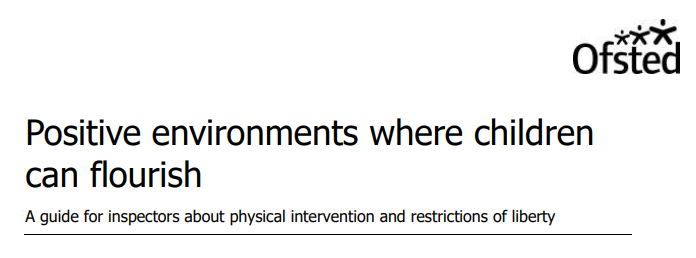 Ofsted
Positive environments where children
can flourish
A guide for inspectors about physical intervention and restrictions of liberty